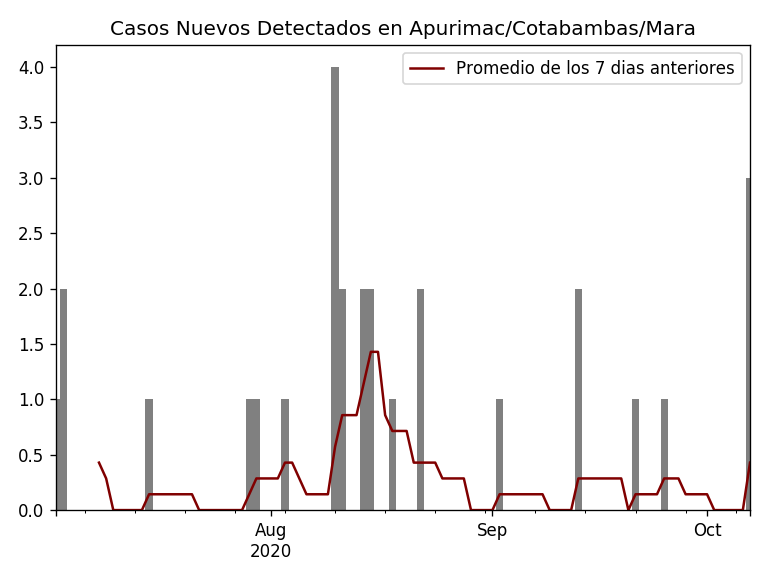 Casos Nuevos Detectados en Apurimac/Cotabambas/Mara
Promedio de los 7 dias anteriores
4.0
3.5
3.0
2.5
2.0
1.5
1.0
0.5
0.0
Aug
2020
Sep
Oct